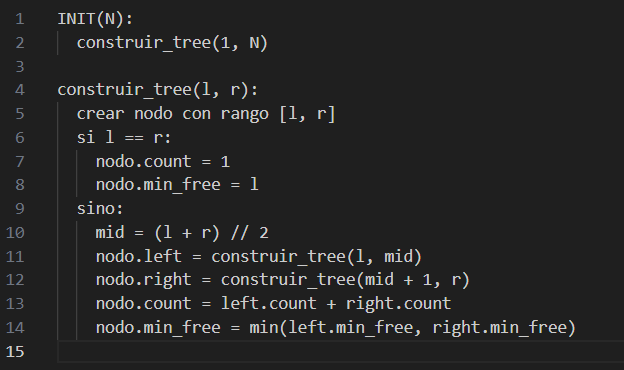 1 INIT(N):
2   construir_tree(1, N)
3
4 construir_tree(l, r):
5   crear nodo con rango [l, r]
6   si l == r:
7     nodo.count = 1
8     nodo.min_free = l
9   sino:
10     mid = (l + r) // 2
11     nodo.left = construir_tree(l, mid)
12     nodo.right = construir_tree(mid + 1, r)
13     nodo.count = left.count + right.count
14     nodo.min_free = min(left.min_free, right.min_free)
15